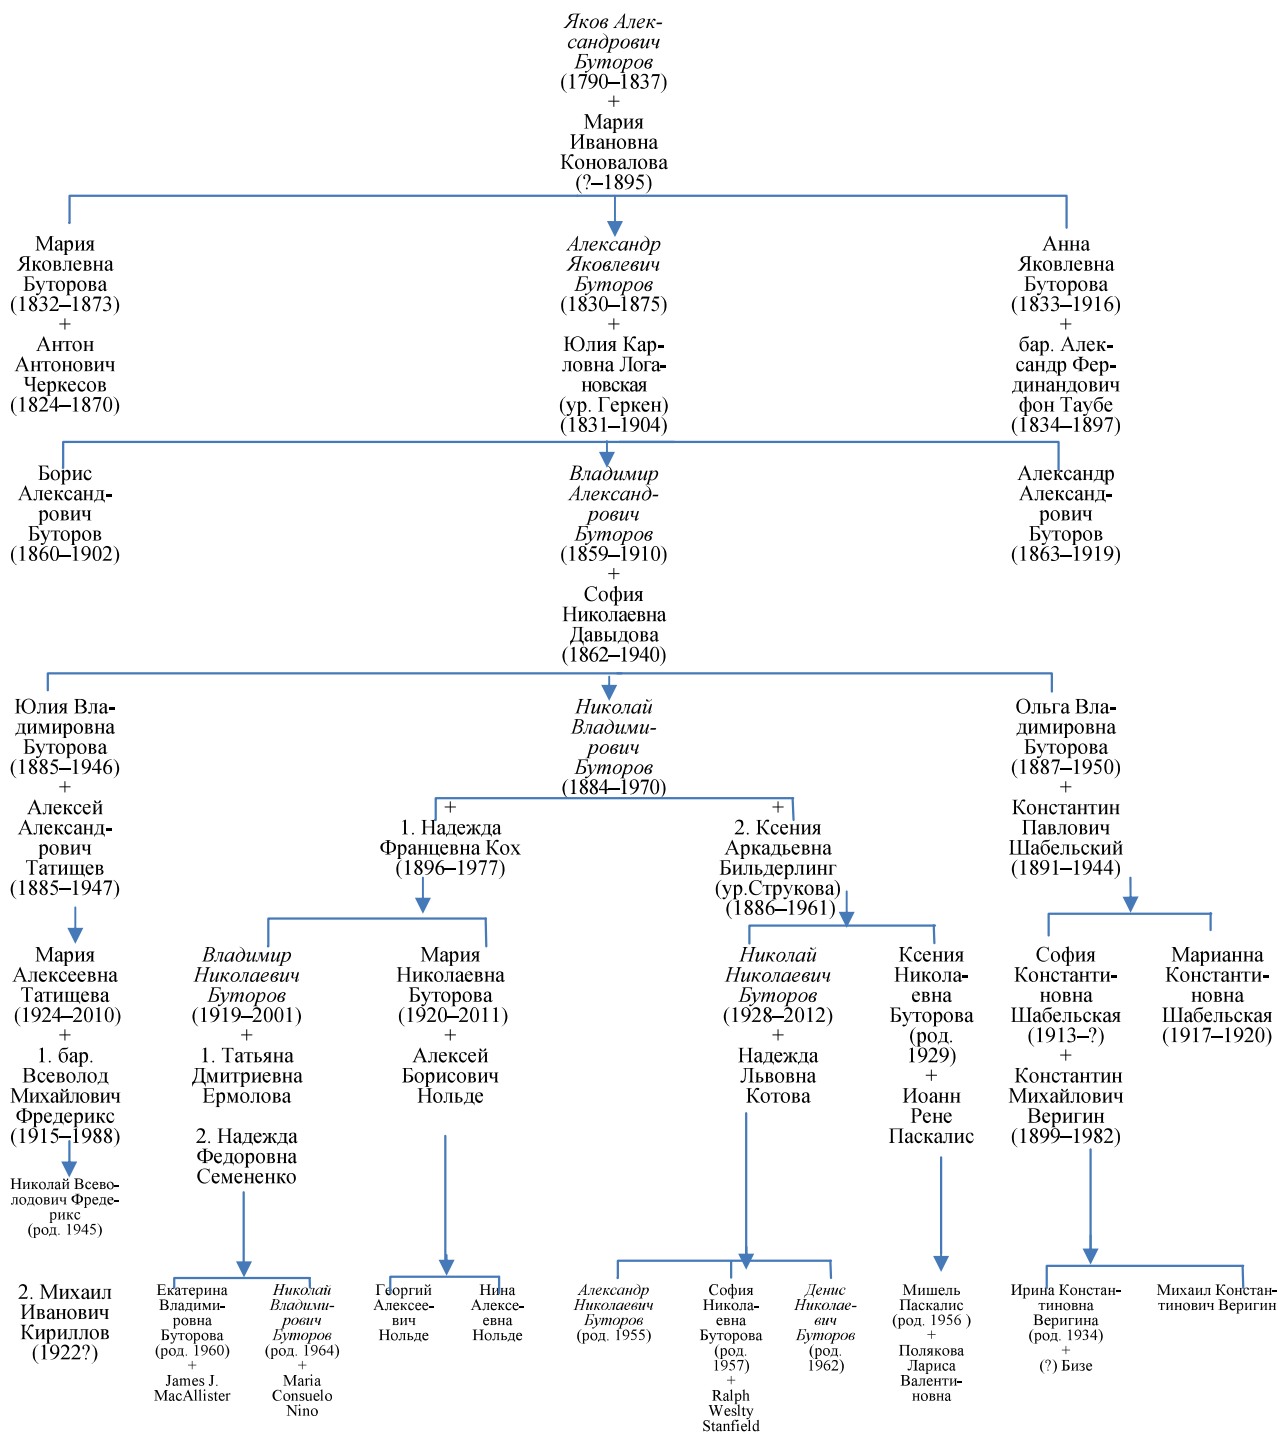 Яков Алек-
сандрович
Буторов
(1790–1837)
+
Мария
Ивановна
Коновалова
(?–1895)
Мария
Яковлевна
Буторова
(1832–1873)
+
Антон
Антонович
Черкесов
(1824–1870)
Александр
Яковлевич
Буторов
(1830–1875)
+
Юлия Кар-
ловна Лога-
новская
(ур. Геркен)
(1831–1904)
Анна
Яковлевна
Буторова
(1833–1916)
+
бар. Алек-
сандр Фер-
динандович
фон Таубе
(1834–1897)
Борис
Александ-
рович
Буторов
(1860–1902)
Владимир
Александ-
рович
Буторов
(1859–1910)
+
София
Николаевна
Давыдова
(1862–1940)
Александр
Александ-
рович
Буторов
(1863–1919)
Юлия Вла-
димировна
Буторова
(1885–1946)
+
Алексей
Александ-
рович
Татищев
(1885–1947)
Николай
Владими-
рович
Буторов
(1884–1970)
Ольга Вла-
димировна
Буторова
(1887–1950)
+
Константин
Павлович
Шабельский
(1891–1944)
+
1. Надежда
Францевна Кох
(1896–1977)
+
2. Ксения
Аркадьевна
Бильдерлинг
(ур.Струкова)
(1886–1961)
Мария
Алексеевна
Татищева
(1924–2010)
+
1. бар.
Всеволод
Михайлович
Фредерикс
(1915–1988)
Владимир
Николаевич
Буторов
(1919–2001)
+
1. Татьяна
Дмитриевна
Ермолова
2. Надежда
Федоровна
Семененко
Мария
Николаевна
Буторова
(1920–2011)
+
Алексей
Борисович
Нольде
Николай
Николаевич
Буторов
(1928–2012)
+
Надежда
Львовна
Котова
Ксения
Никола-
евна
Буторова
(род.
1929)
+
Иоанн
Рене
Паскалис
София
Константи-
новна
Шабельская
(1913–?)
+
Константин
Михайлович
Веригин
(1899–1982)
Марианна
Константи-
новна
Шабельская
(1917–1920)
Николай Всево-
лодович Фреде-
рикс
(род. 1945)
2. Михаил
Иванович
Кириллов
(1922?)
Екатерина
Владими-
ровна
Буторова
(род. 1960)
+
James J.
MacAllister
Николай
Владими-
рович
Буторов
(род. 1964)
+
Maria
Consuelo
Nino
Георгий
Алексее-
вич
Нольде
Нина
Алексе-
евна
Нольде
Александр
Николаевич
Буторов
(род. 1955)
София
Никола-
евна
Буторова
(род.
1957)
+
Ralph
Weslty
Stanfield
Денис
Николае-
вич
Буторов
(род.
1962)
Мишель
Паскалис
(род. 1956 )
+
Полякова
Лариса
Валенти-
новна
Ирина Констан-
тиновна
Веригина
(род. 1934)
+
(?) Бизе
Михаил Констан-
тинович Веригин